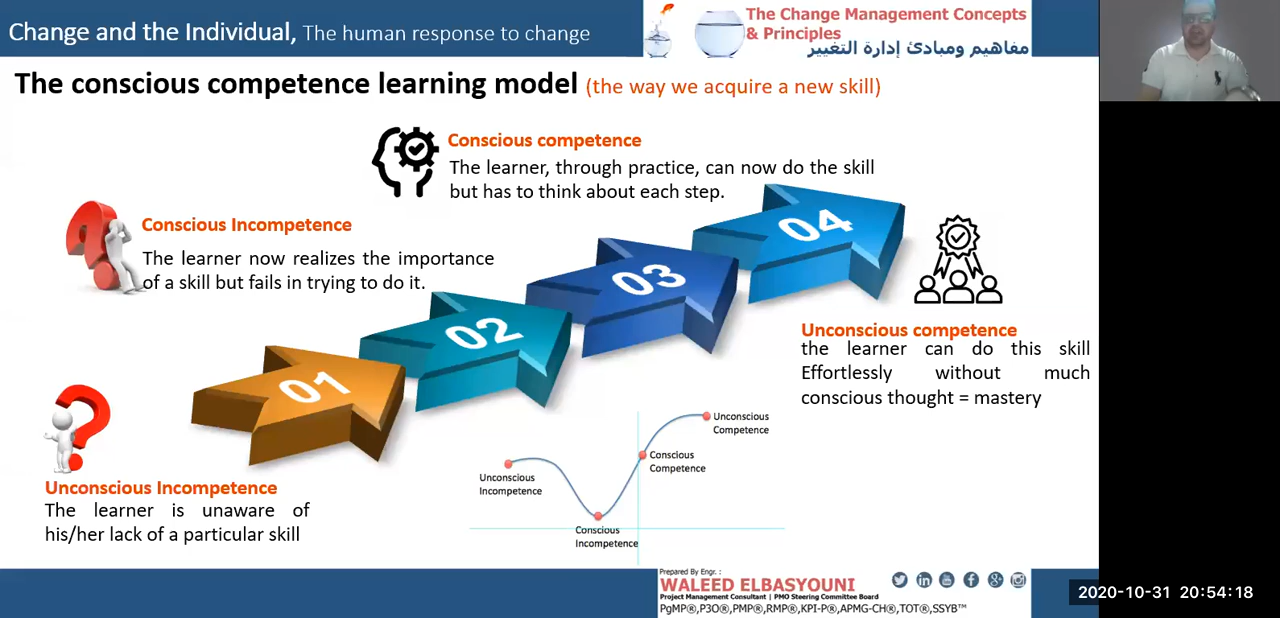 Change and the Individual, The human response to change
The Change Management Concepts
& Principles
مفاهيم ومبادئ إدارة التغيير
The conscious competence learning model (the way we acquire a new skill)
Conscious competence
The learner, through practice, can now do the skill
but has to think about each step.
Conscious Incompetence
The learner now realizes the importance
of a skill but fails in trying to do it.
04
03
02
01
Unconscious competence
the learner can do this skill
Effortlessly without much
conscious thought = mastery
Unconscious Incompetence
The learner is unaware of
his/her lack of a particular skill
Unconscious
Competence
Conscious
Competence
Unconscious
Incompetence
Conscious
Incompetence
Prepared By Engr. :
WALEED ELBASYOUNI
Project Management Consultant | PMO Steering Committee Board
PgMP®,P3O®,PMP®,RMP®,KPI-P®,APMG-CH®,TOT®,SSYB™
2020-10-31 20:54:18